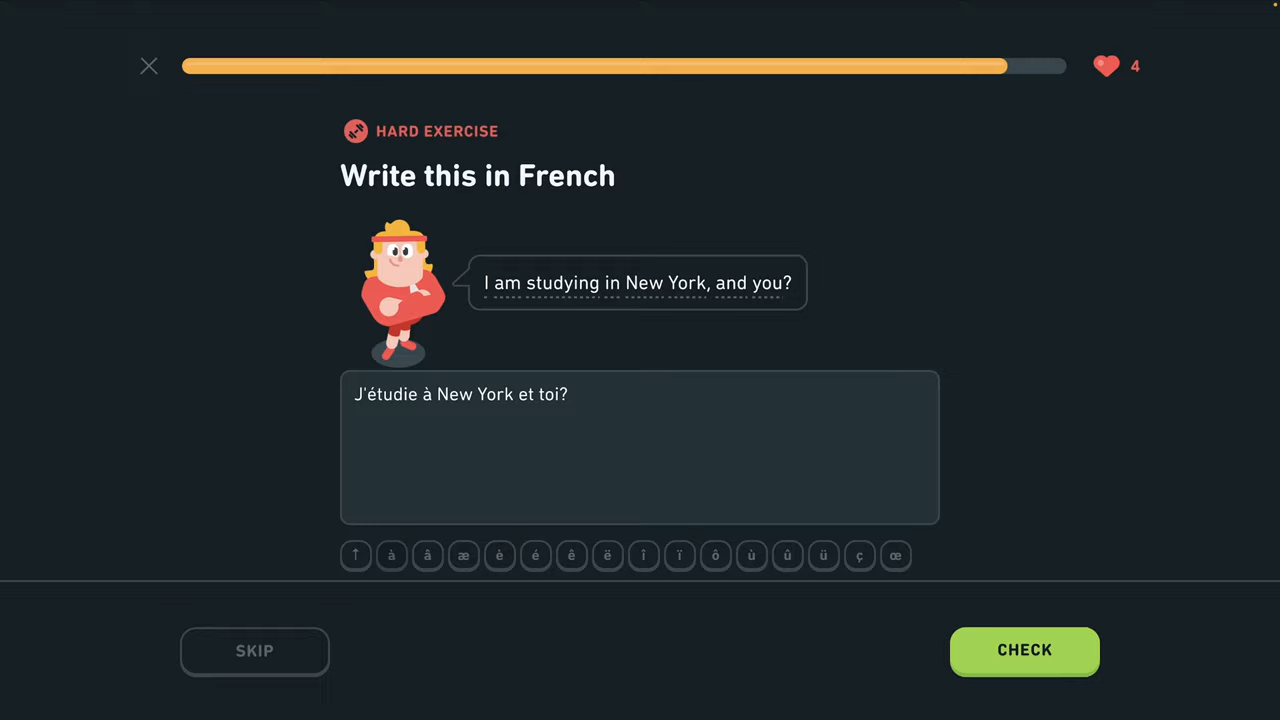 4
HARD EXERCISE
Write this in French
I am studying in New York, and you?
J'étudie à New York et toi?
↑ à â æ è é ê ë î ï ô ù û ü ç œ
SKIP
CHECK